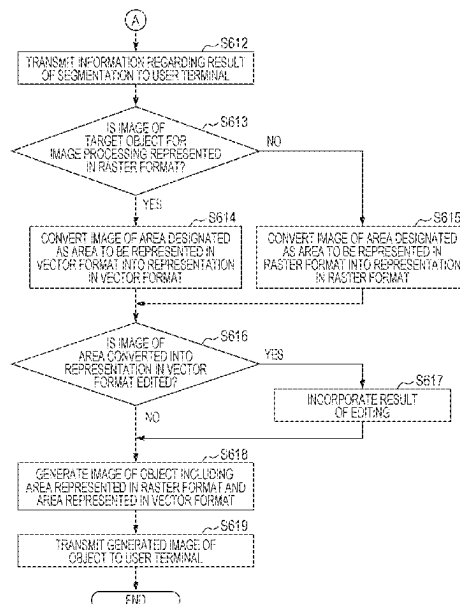 A
S612
TRANSMIT INFORMATION REGARDING RESULT
OF SEGMENTATION TO USER TERMINAL
S613
IS IMAGE OF
TARGET OBJECT FOR
IMAGE PROCESSING REPRESENTED
IN RASTER FORMAT?
NO
YES
S614
CONVERT IMAGE OF AREA DESIGNATED
AS AREA TO BE REPRESENTED IN
VECTOR FORMAT INTO REPRESENTATION
IN VECTOR FORMAT
S615
CONVERT IMAGE OF AREA DESIGNATED
AS AREA TO BE REPRESENTED IN
RASTER FORMAT INTO REPRESENTATION
IN RASTER FORMAT
S616
IS IMAGE OF
AREA CONVERTED INTO
REPRESENTATION IN VECTOR
FORMAT EDITED?
YES
NO
S617
INCORPORATE RESULT
OF EDITING
S618
GENERATE IMAGE OF OBJECT INCLUDING
AREA REPRESENTED IN RASTER FORMAT AND
AREA REPRESENTED IN VECTOR FORMAT
S619
TRANSMIT GENERATED IMAGE OF
OBJECT TO USER TERMINAL
END